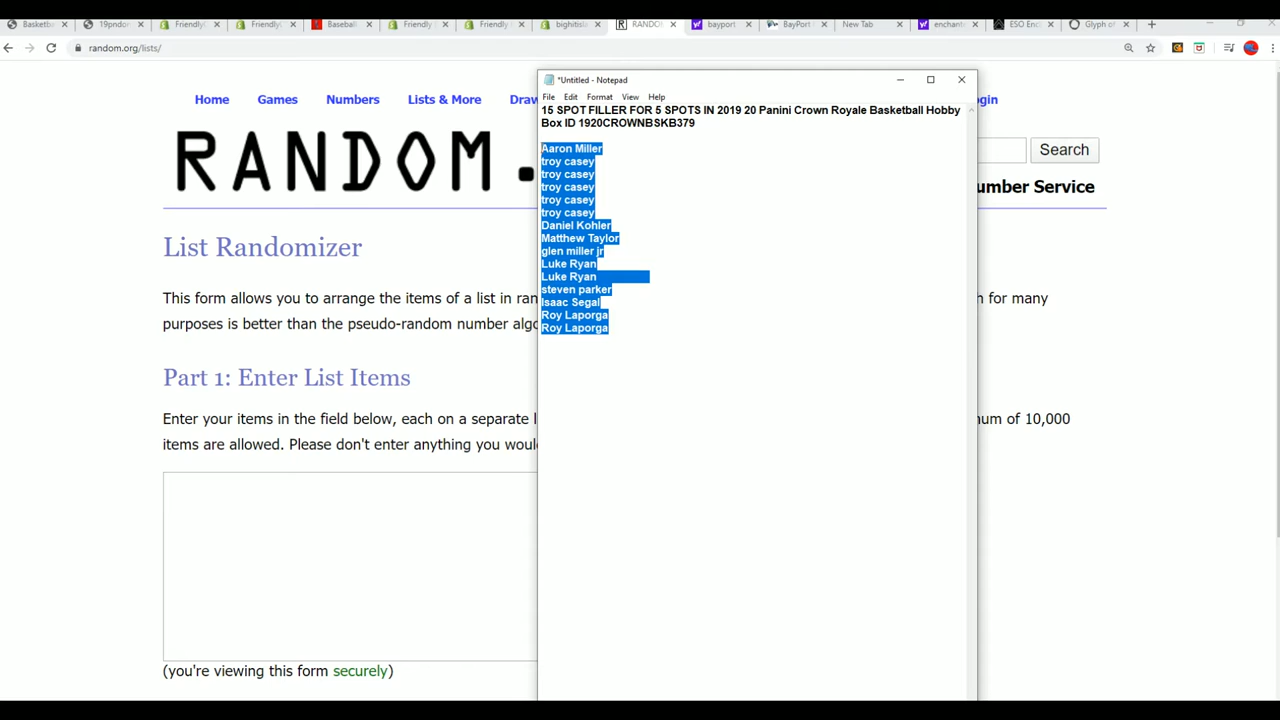 Basketbe
19pndor
Friendly
Friendly
Baseball
Friendly
Friendly
bighitsla
RANDOM
bayport
BayPort
New Tab
enchante
ESO Enc
Glyph of
random.org/lists/
Home Games Numbers Lists & More Draw ogin
RANDOM.
Search
umber Service
List Randomizer
This form allows you to arrange the items of a list in ran h for many
purposes is better than the pseudo-random number algo
Part 1: Enter List Items
Enter your items in the field below, each on a separate l num of 10,000
items are allowed. Please don't enter anything you woul
(you're viewing this form securely)
*Untitled - Notepad
File Edit Format View Help
15 SPOT FILLER FOR 5 SPOTS IN 2019 20 Panini Crown Royale Basketball Hobby
Box ID 1920CROWNBSKB379
Aaron Miller
troy casey
troy casey
troy casey
troy casey
troy casey
Daniel Kohler
Matthew Taylor
glen miller jr
Luke Ryan
Luke Ryan
steven parker
Isaac Segal
Roy Laporga
Roy Laporga